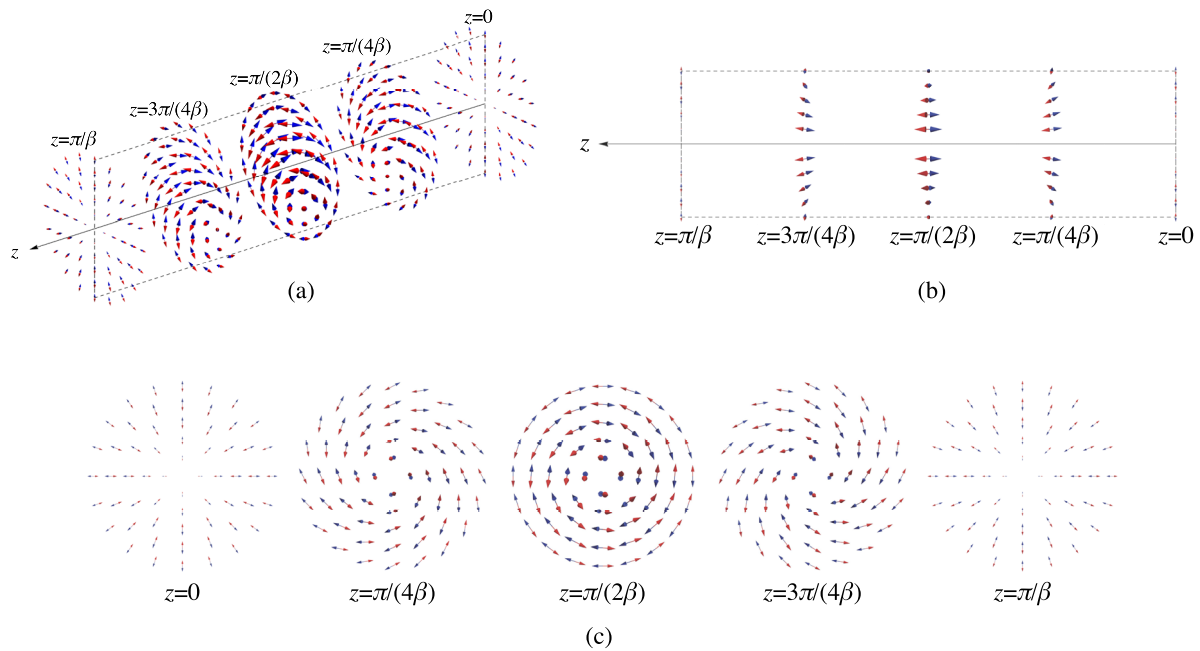 z=0
z=π/(4β)
z=π/(2β)
z=3π/(4β)
z=π/β
z
(a)
z
z=π/β z=3π/(4β) z=π/(2β) z=π/(4β) z=0
(b)
z=0 z=π/(4β) z=π/(2β) z=3π/(4β) z=π/β
(c)